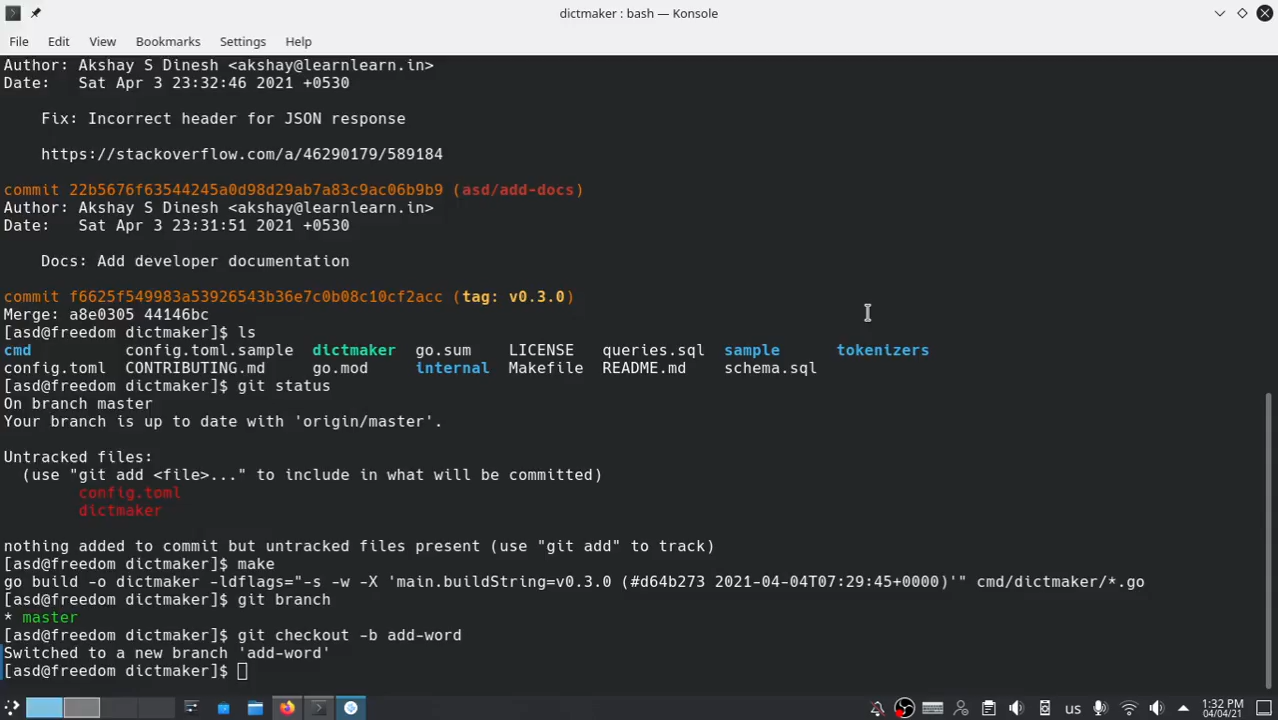 dictmaker : bash — Konsole
File Edit View Bookmarks Settings Help
Author: Akshay S Dinesh <akshay@learnlearn.in>
Date:   Sat Apr 3 23:32:46 2021 +0530
    Fix: Incorrect header for JSON response
    https://stackoverflow.com/a/46290179/589184
commit 22b5676f63544245a0d98d29ab7a83c9ac06b9b9 (asd/add-docs)
Author: Akshay S Dinesh <akshay@learnlearn.in>
Date:   Sat Apr 3 23:31:51 2021 +0530
    Docs: Add developer documentation
commit f6625f549983a53926543b36e7c0b08c10cf2acc (tag: v0.3.0)
Merge: a8e0305 44146bc
[asd@freedom dictmaker]$ ls
cmd          config.toml.sample  dictmaker  go.sum    LICENSE   queries.sql  sample      tokenizers
config.toml  CONTRIBUTING.md     go.mod     internal  Makefile  README.md    schema.sql
[asd@freedom dictmaker]$ git status
On branch master
Your branch is up to date with 'origin/master'.
Untracked files:
  (use "git add <file>..." to include in what will be committed)
        config.toml
        dictmaker
nothing added to commit but untracked files present (use "git add" to track)
[asd@freedom dictmaker]$ make
go build -o dictmaker -ldflags="-s -w -X 'main.buildString=v0.3.0 (#d64b273 2021-04-04T07:29:45+0000)'" cmd/dictmaker/*.go
[asd@freedom dictmaker]$ git branch
* master
[asd@freedom dictmaker]$ git checkout -b add-word
Switched to a new branch 'add-word'
[asd@freedom dictmaker]$
us
1:32 PM
04/04/21